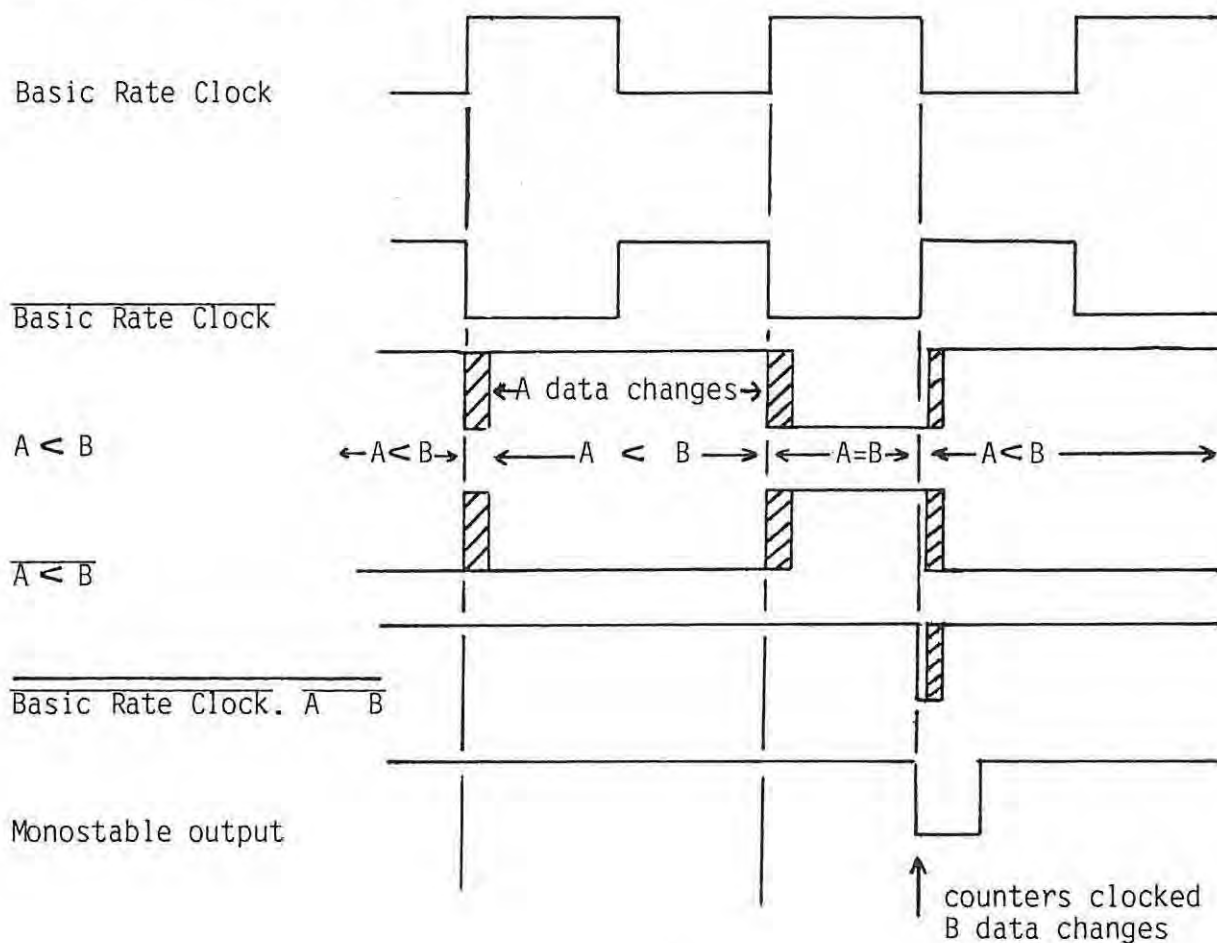 Basic Rate Clock
Basic Rate Clock
A data changes
A < B
A < B
A < B
A=B
A < B
A < B
Basic Rate Clock. A B
Monostable output
counters clocked
B data changes